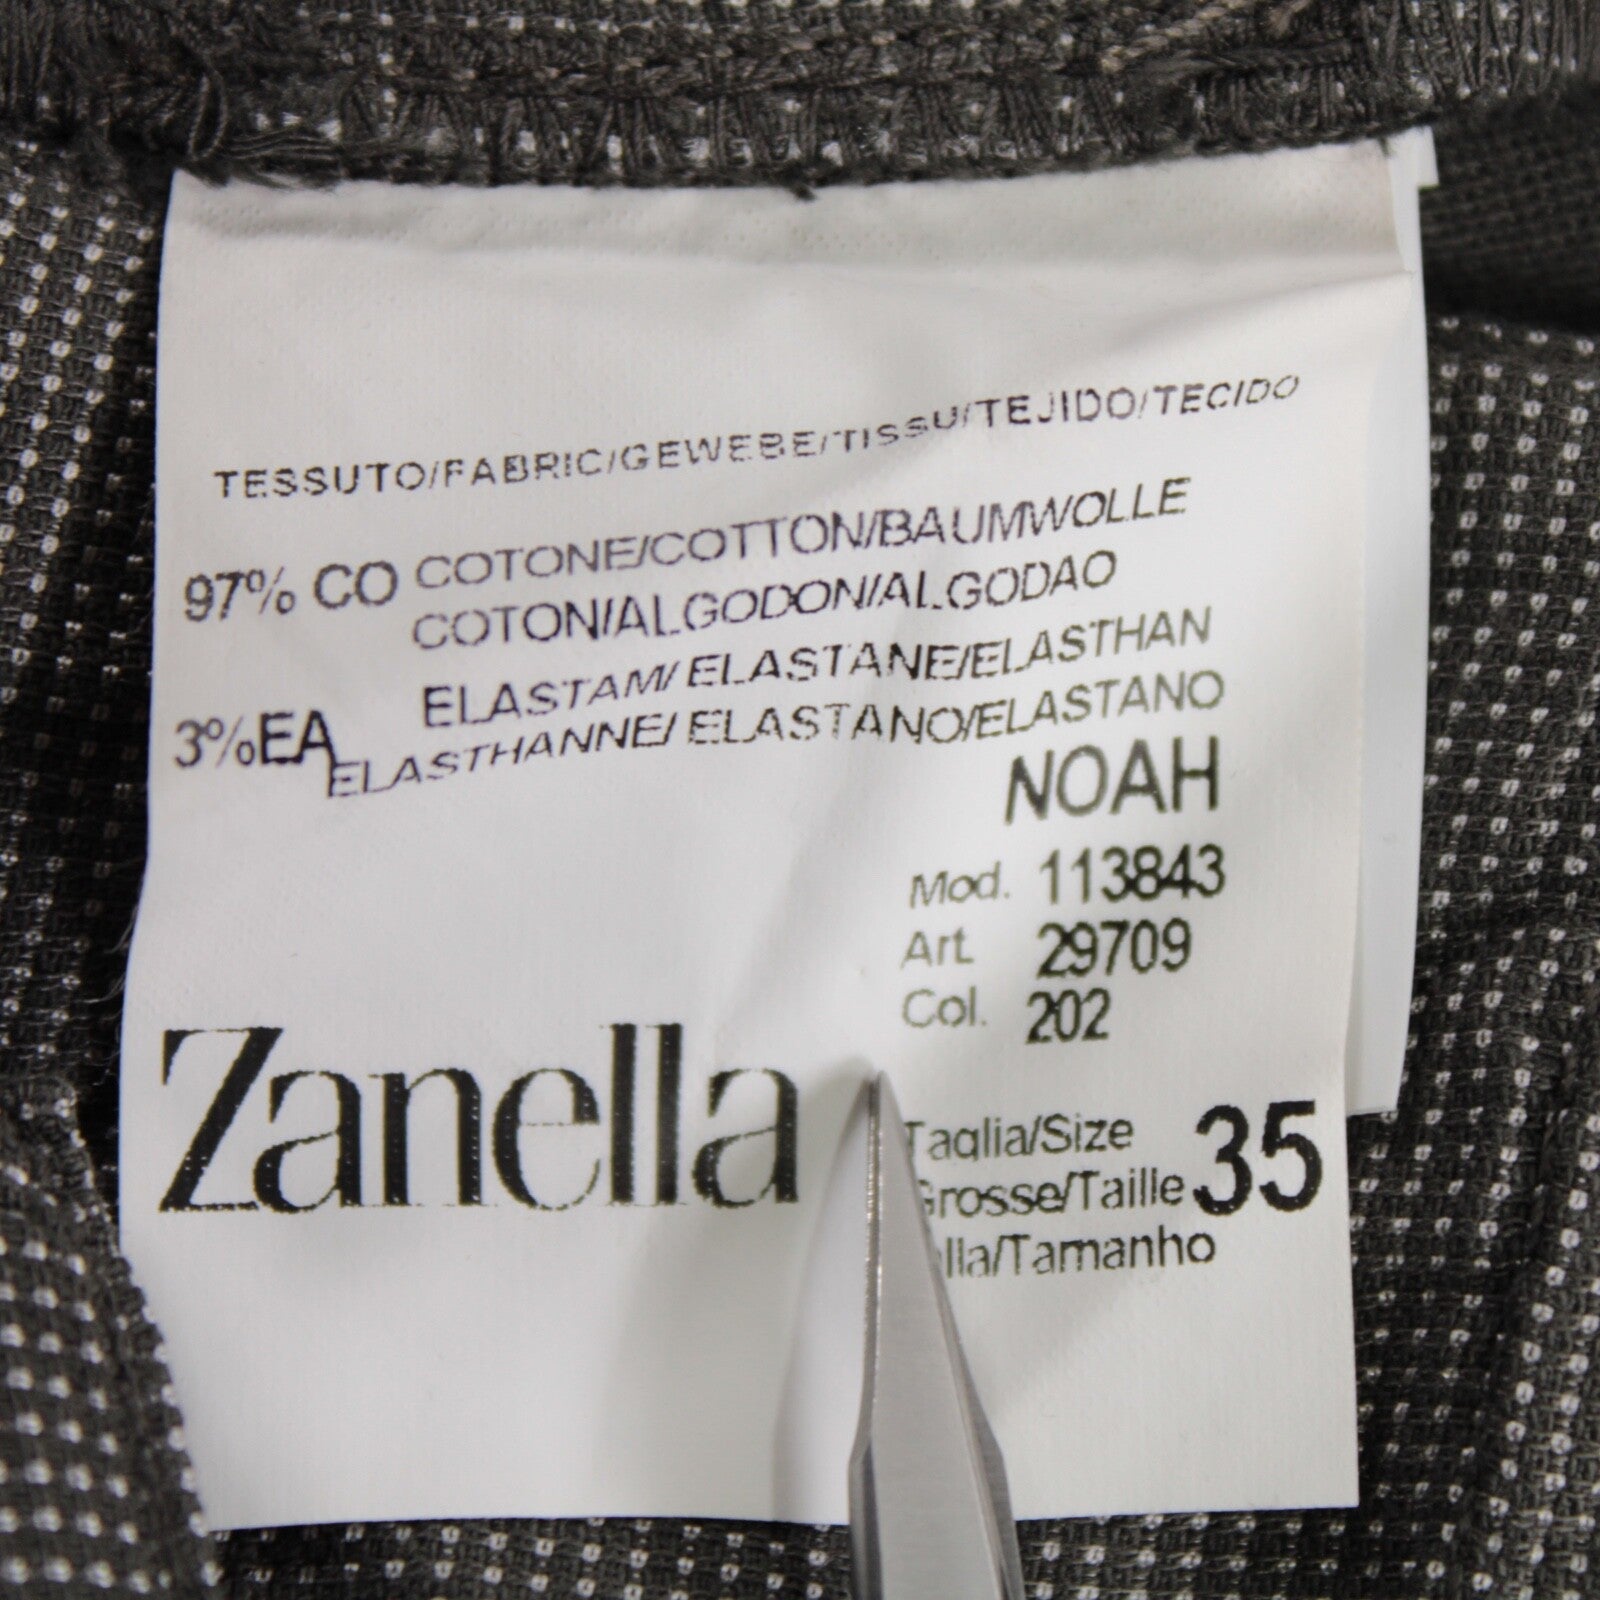 TESSUTO/FABRIC/GEWEBE/TISSU/TEJIDO/TECIDO
97% CO COTONE/COTTON/BAUMWOLLE
COTON/ALGODON/ALGODAO
3%EA ELASTAM/ ELASTANE/ELASTHAN
ELASTHANNE/ ELASTANO/ELASTANO
NOAH
Mod. 113843
Art. 29709
Col. 202
Zanella
Taglia/Size 35
Grosse/Taille
lla/Tamanho